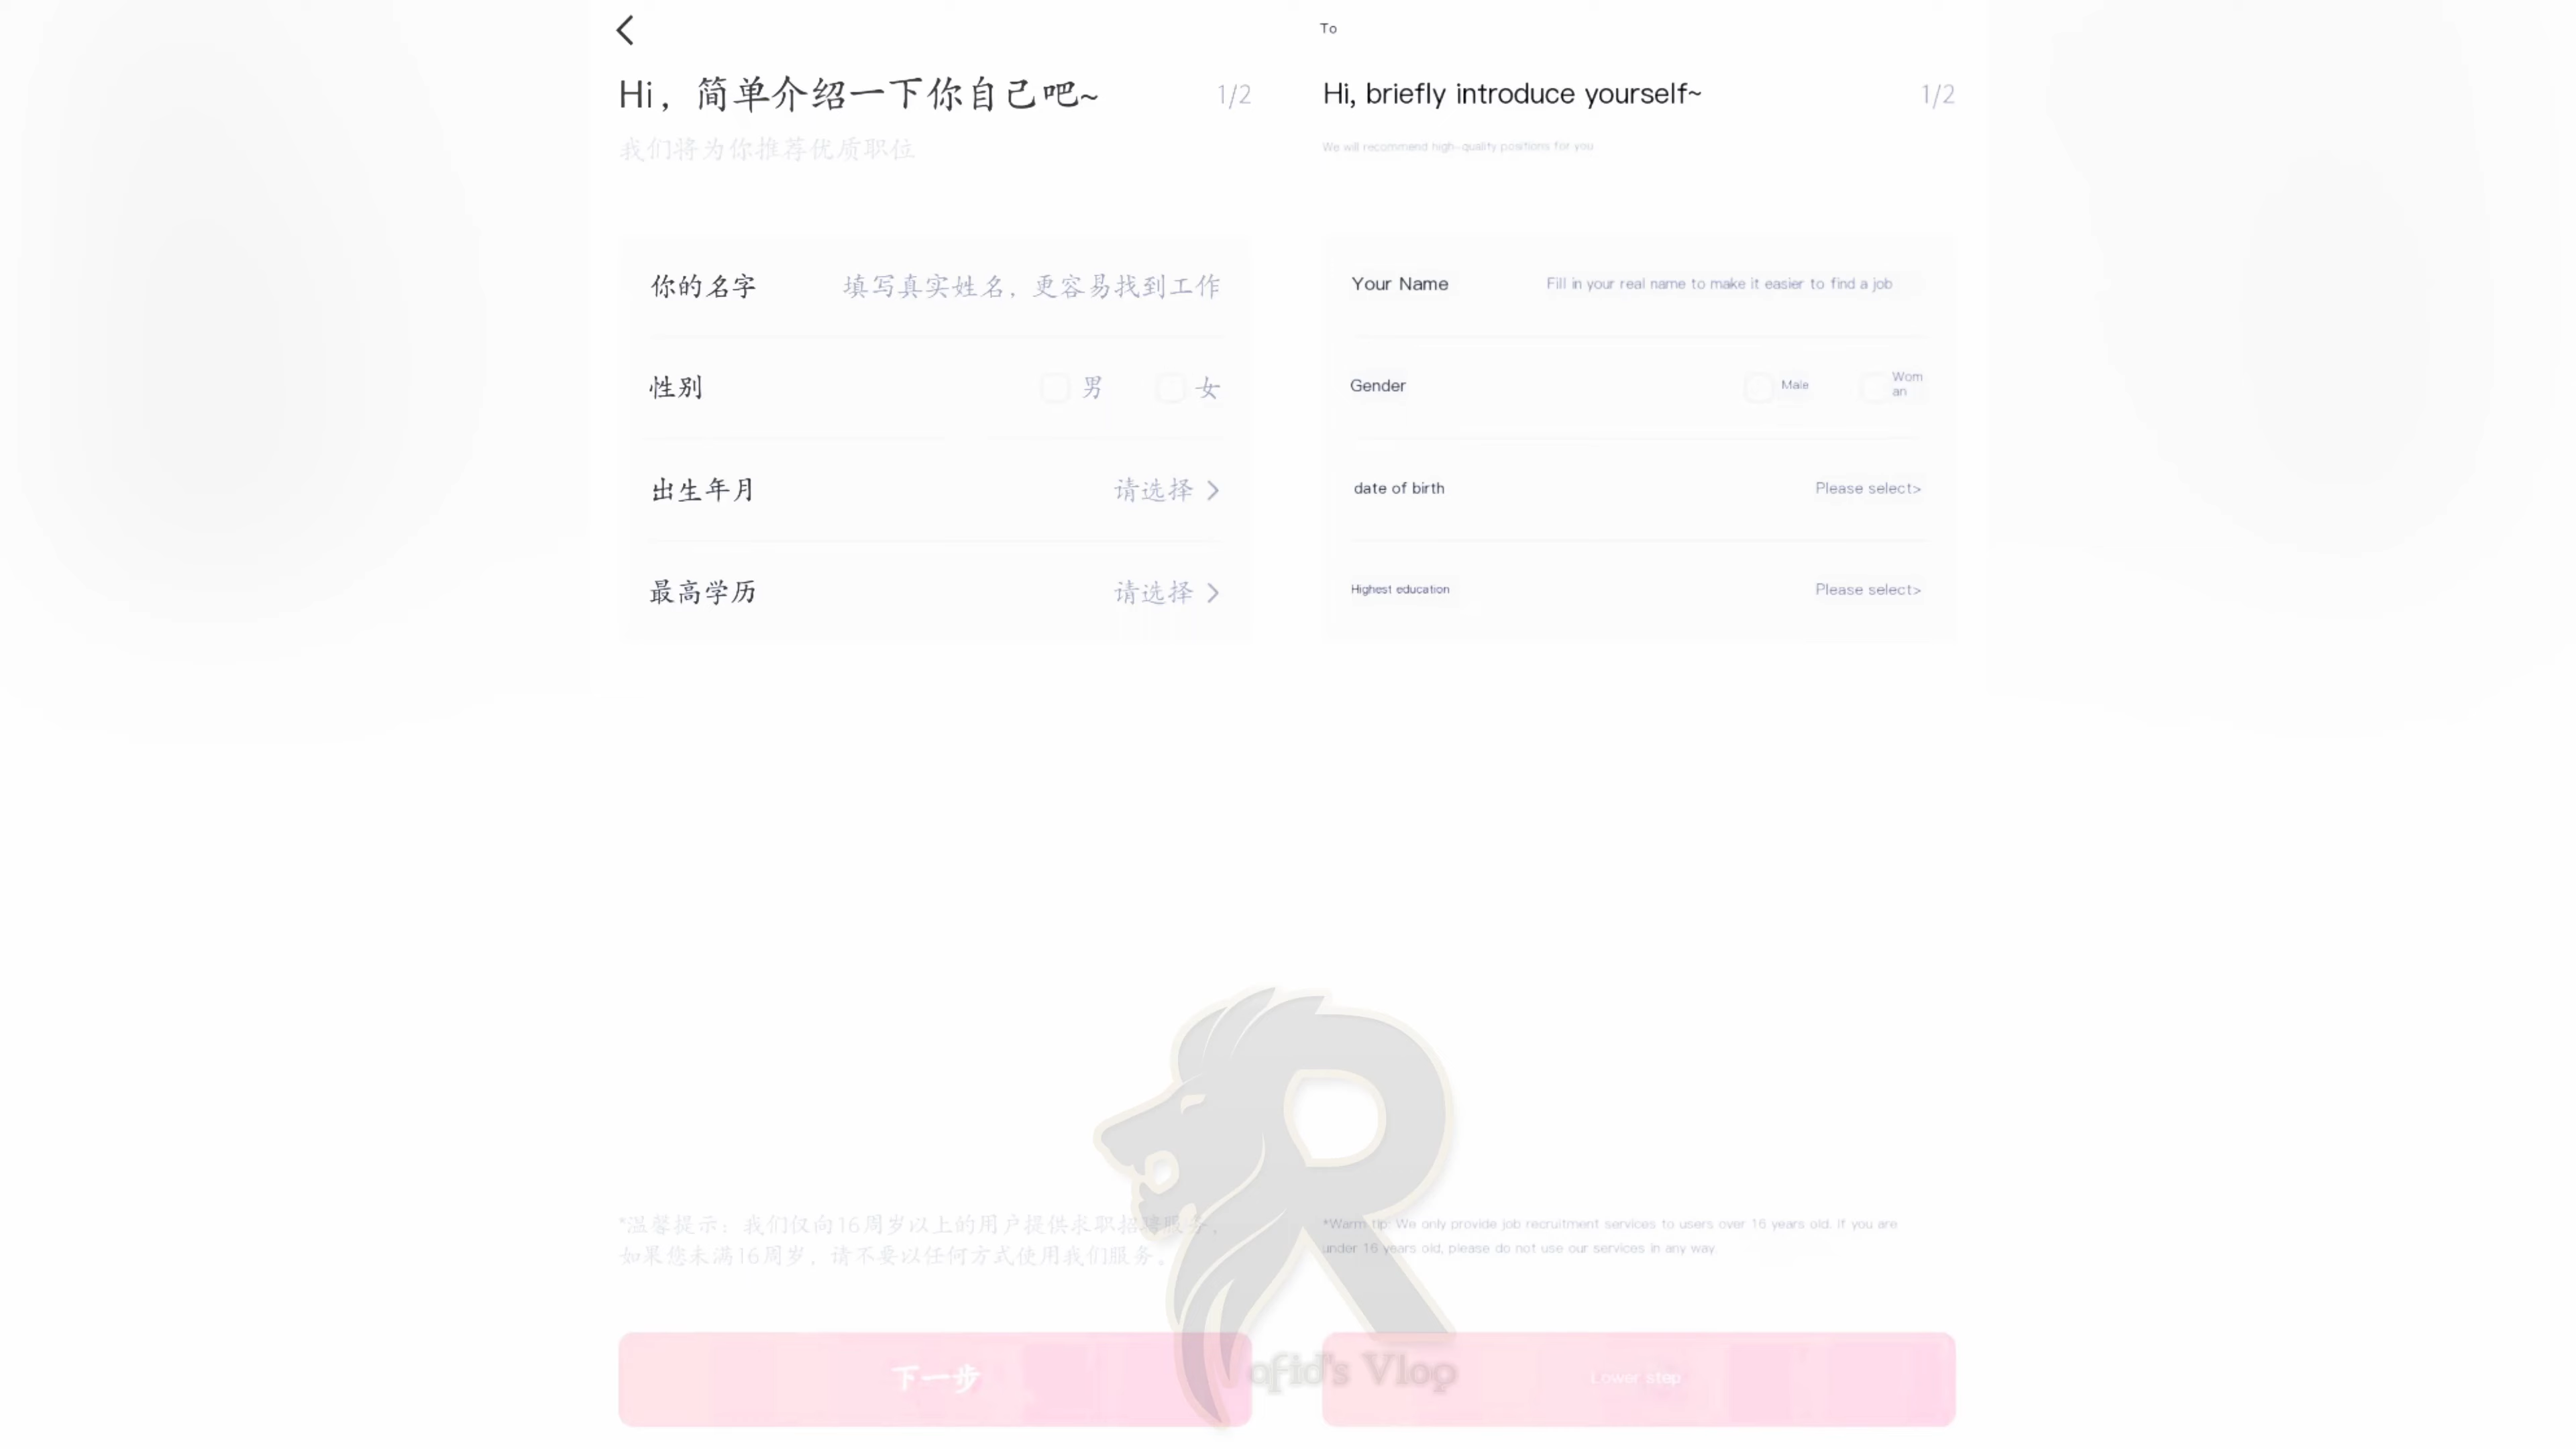 Hi，简单介绍一下你自己吧~ 1/2
我们将为你推荐优质职位
你的名字 填写真实姓名，更容易找到工作
性别 男 女
出生年月 请选择 >
最高学历 请选择 >
*温馨提示：我们仅向16周岁以上的用户提供求职招聘服务，
如果您未满16周岁，请不要以任何方式使用我们服务。
下一步
To
Hi, briefly introduce yourself~ 1/2
We will recommend high-quality positions for you
Your Name Fill in your real name to make it easier to find a job
Gender Male Wom
an
date of birth Please select>
Highest education Please select>
*Warm tip: We only provide job recruitment services to users over 16 years old. If you are
under 16 years old, please do not use our services in any way.
Lower step
R
afid's Vlog